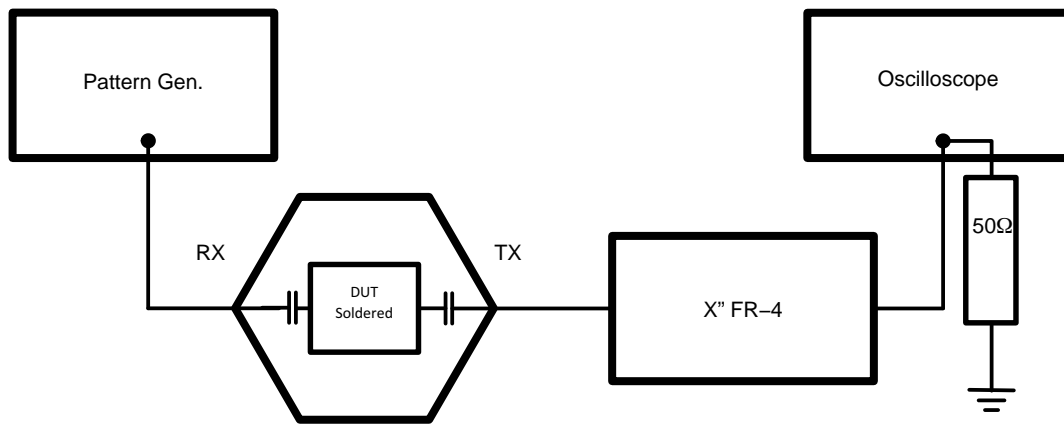 Pattern Gen.
Oscilloscope
RX
TX
50Ω
DUT
Soldered
X” FR−4